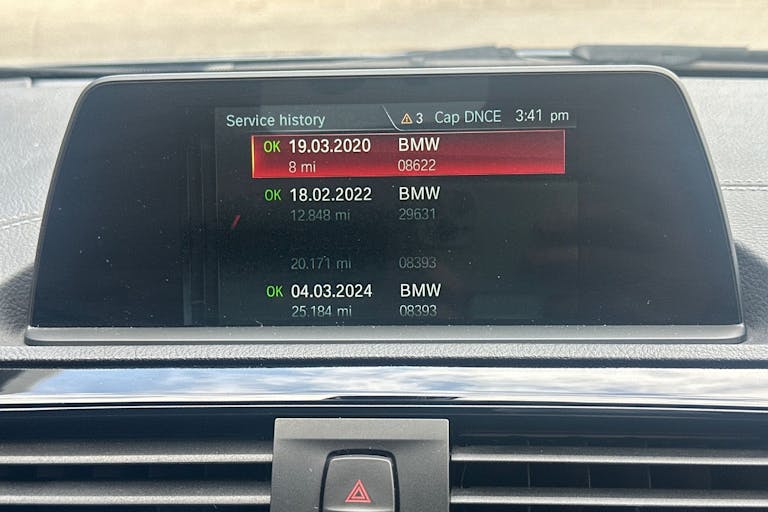 Service history 3 Cap DNCE 3:41 pm
OK 19.03.2020 BMW
8 mi 08622
OK 18.02.2022 BMW
12.848 mi 29631
20.171 mi 08393
OK 04.03.2024 BMW
25.184 mi 08393